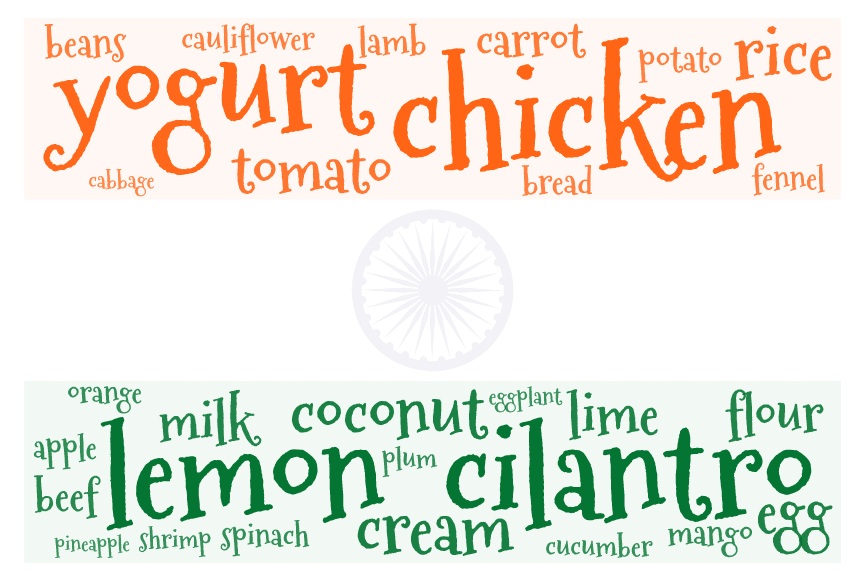 beans cauliflower lamb carrot potato rice
yogurt chicken
cabbage tomato bread fennel
orange milk coconut eggplant lime flour
apple lemon plum cilantro
beef cream egg
pineapple shrimp spinach cucumber mango